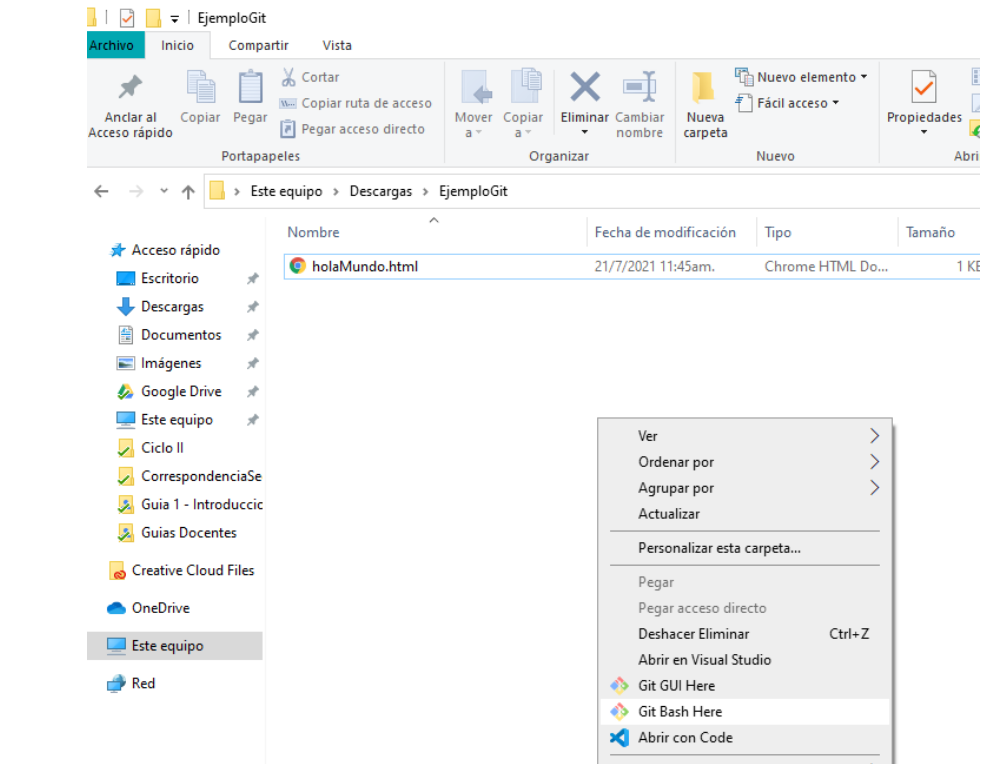 EjemploGit
Archivo Inicio Compartir Vista
Anclar al Acceso rápido
Copiar
Pegar
Cortar
Copiar ruta de acceso
Pegar acceso directo
Portapapeles
Mover a
Copiar a
Eliminar
Cambiar nombre
Organizar
Nueva carpeta
Nuevo elemento
Fácil acceso
Nuevo
Propiedades
Abri
Este equipo > Descargas > EjemploGit
Nombre Fecha de modificación Tipo Tamaño
holaMundo.html 21/7/2021 11:45am. Chrome HTML Do... 1 KE
Acceso rápido
Escritorio
Descargas
Documentos
Imágenes
Google Drive
Este equipo
Ciclo II
CorrespondenciaSe
Guia 1 - Introduccic
Guias Docentes
Creative Cloud Files
OneDrive
Este equipo
Red
Ver
Ordenar por
Agrupar por
Actualizar
Personalizar esta carpeta...
Pegar
Pegar acceso directo
Deshacer Eliminar Ctrl+Z
Abrir en Visual Studio
Git GUI Here
Git Bash Here
Abrir con Code